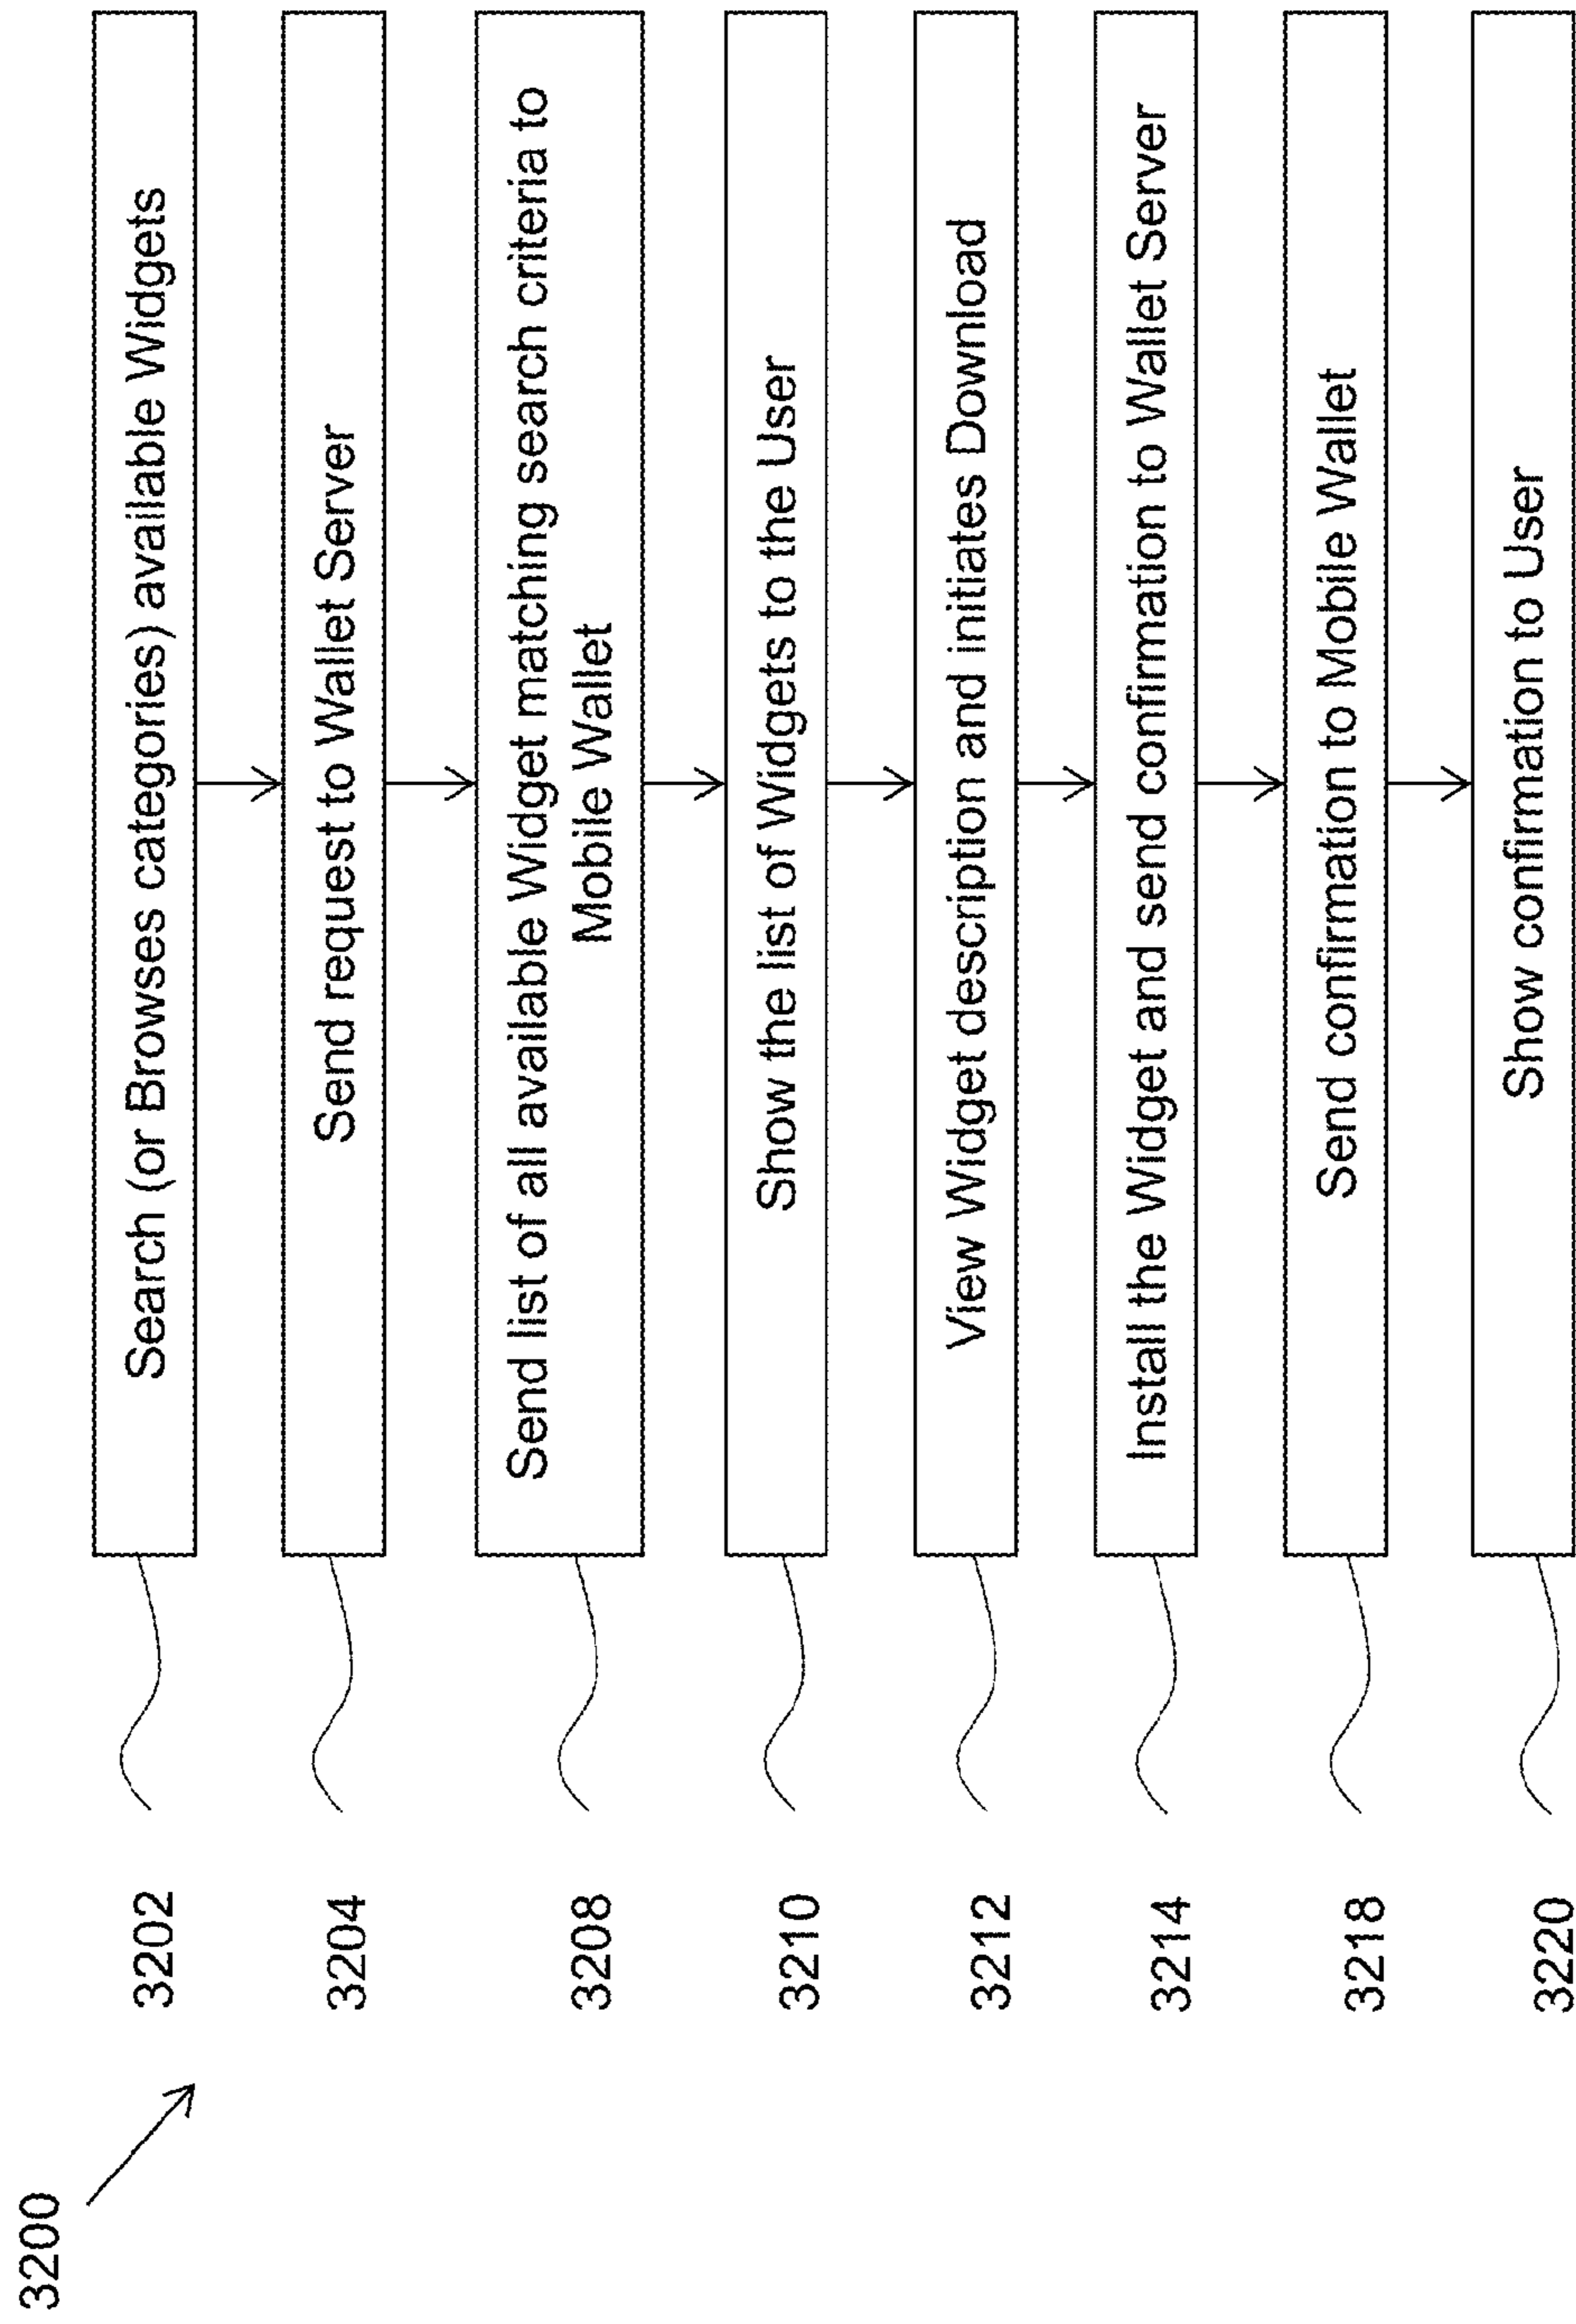 3200
3202
Search (or Browses categories) available Widgets
3204
Send request to Wallet Server
3208
Send list of all available Widget matching search criteria to
Mobile Wallet
3210
Show the list of Widgets to the User
3212
View Widget description and initiates Download
3214
Install the Widget and send confirmation to Wallet Server
3218
Send confirmation to Mobile Wallet
3220
Show confirmation to User